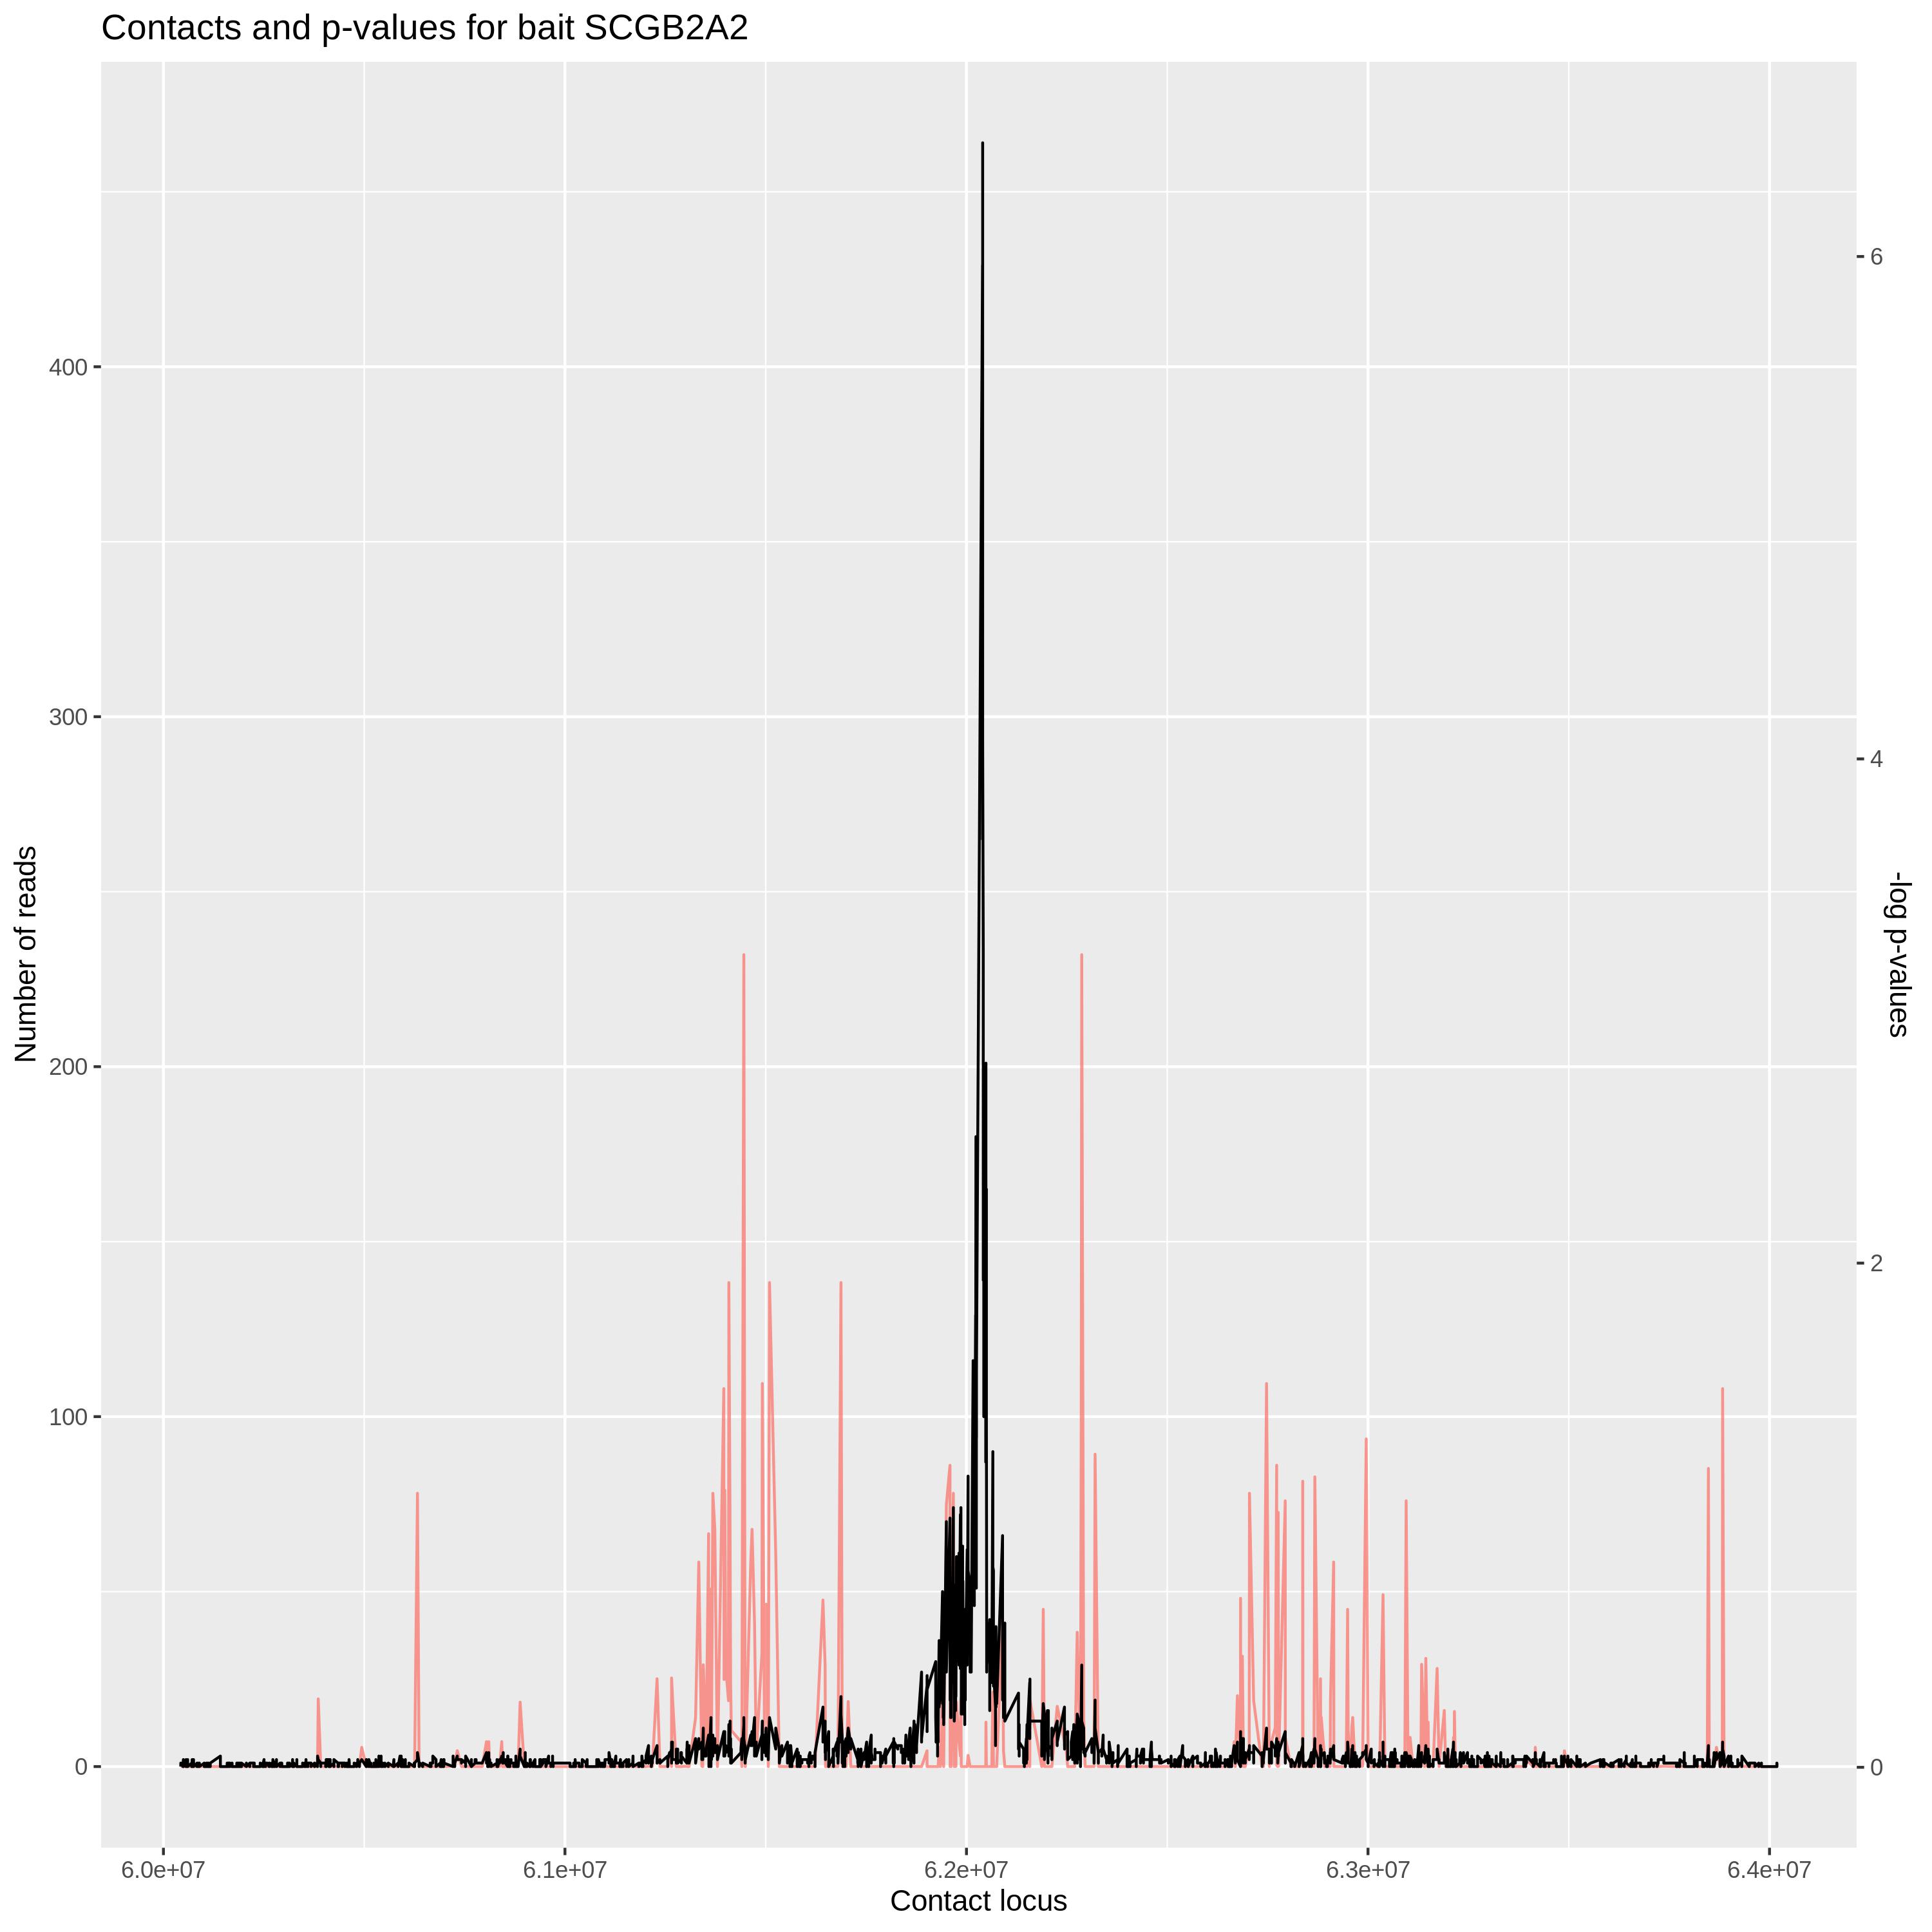 Contacts and p-values for bait SCGB2A2
Number of reads
400
300
200
100
0
6
4
2
0
-log p-values
6.0e+07
6.1e+07
6.2e+07
6.3e+07
6.4e+07
Contact locus